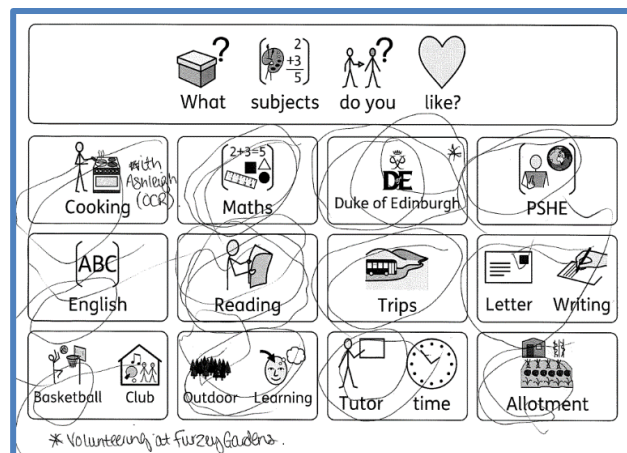 What subjects do you like?
2
+3
5
Cooking
with
Ashleigh
(OCR)
2+3=5
Maths
DE
Duke of Edinburgh
*
PSHE
ABC
English
Reading
Trips
Letter Writing
Basketball Club
Outdoor Learning
Tutor time
Allotment
* Volunteering at Furzey Gardens.